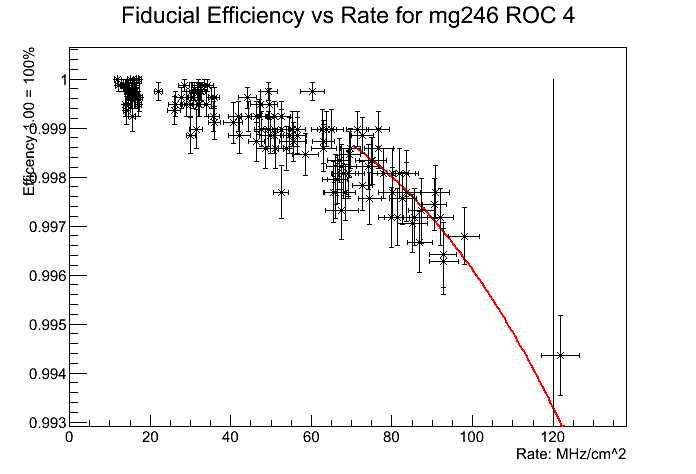 Fiducial Efficiency vs Rate for mg246 ROC 4
Efficency 1.00 = 100%
1
0.999
0.998
0.997
0.996
0.995
0.994
0.993
0 20 40 60 80 100 120
Rate: MHz/cm^2